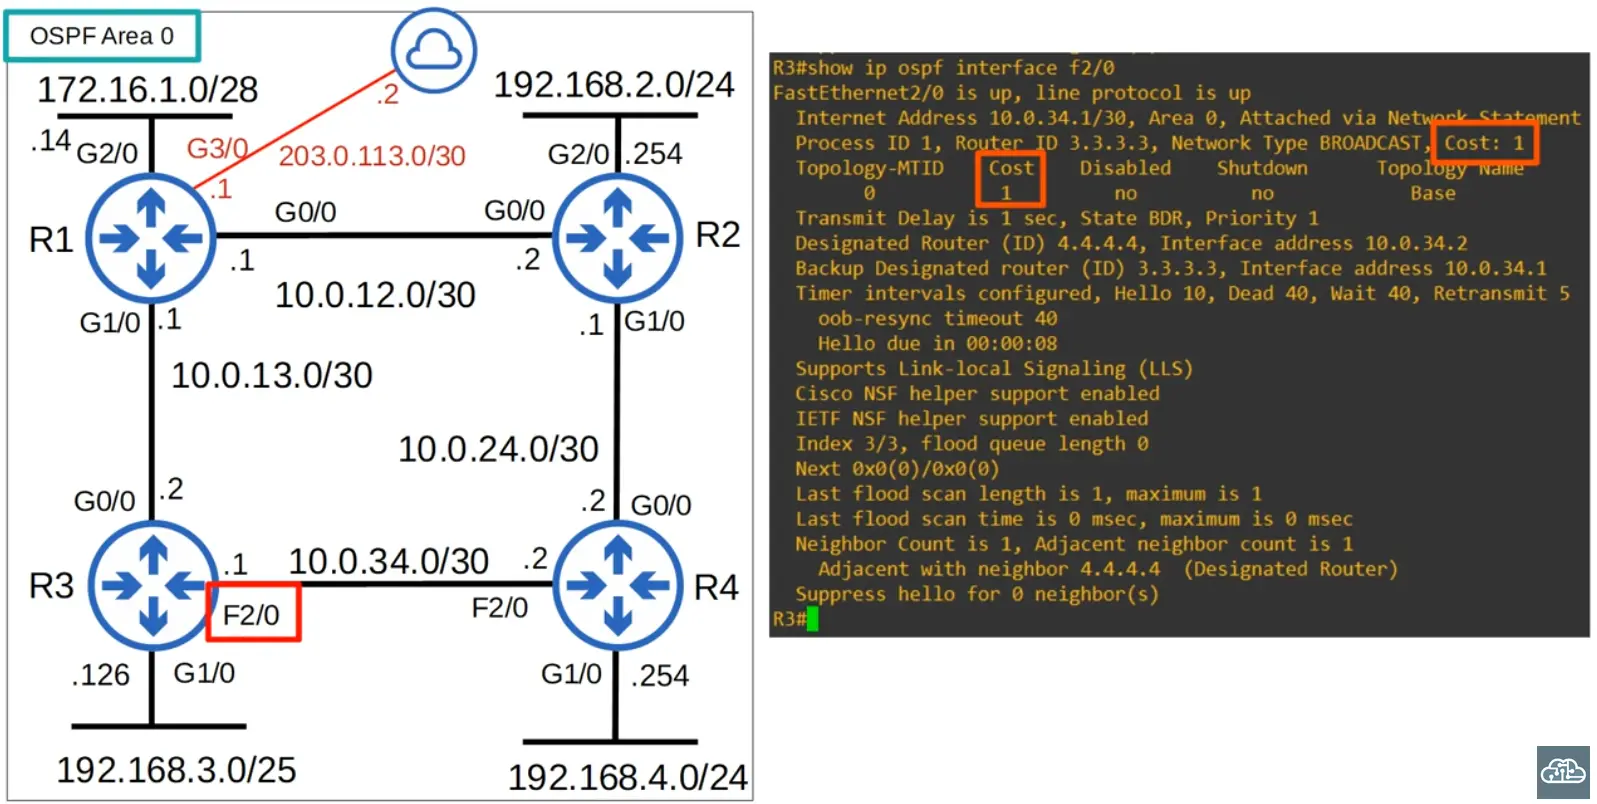 OSPF Area 0
172.16.1.0/28
.2
192.168.2.0/24
.14
G2/0
G3/0
203.0.113.0/30
G2/0
.254
.1
R1
G0/0
G0/0
R2
.1
.2
10.0.12.0/30
G1/0
.1
.1
G1/0
10.0.13.0/30
10.0.24.0/30
G0/0
.2
.2
G0/0
R3
.1
10.0.34.0/30
.2
R4
F2/0
F2/0
.126
G1/0
G1/0
.254
192.168.3.0/25
192.168.4.0/24
R3#show ip ospf interface f2/0
FastEthernet2/0 is up, line protocol is up
Internet Address 10.0.34.1/30, Area 0, Attached via Network Statement
Process ID 1, Router ID 3.3.3.3, Network Type BROADCAST, Cost: 1
Topology-MTID Cost Disabled Shutdown Topology Name
0 1 no no Base
Transmit Delay is 1 sec, State BDR, Priority 1
Designated Router (ID) 4.4.4.4, Interface address 10.0.34.2
Backup Designated router (ID) 3.3.3.3, Interface address 10.0.34.1
Timer intervals configured, Hello 10, Dead 40, Wait 40, Retransmit 5
oob-resync timeout 40
Hello due in 00:00:08
Supports Link-local Signaling (LLS)
Cisco NSF helper support enabled
IETF NSF helper support enabled
Index 3/3, flood queue length 0
Next 0x0(0)/0x0(0)
Last flood scan length is 1, maximum is 1
Last flood scan time is 0 msec, maximum is 0 msec
Neighbor Count is 1, Adjacent neighbor count is 1
Adjacent with neighbor 4.4.4.4 (Designated Router)
Suppress hello for 0 neighbor(s)
R3#